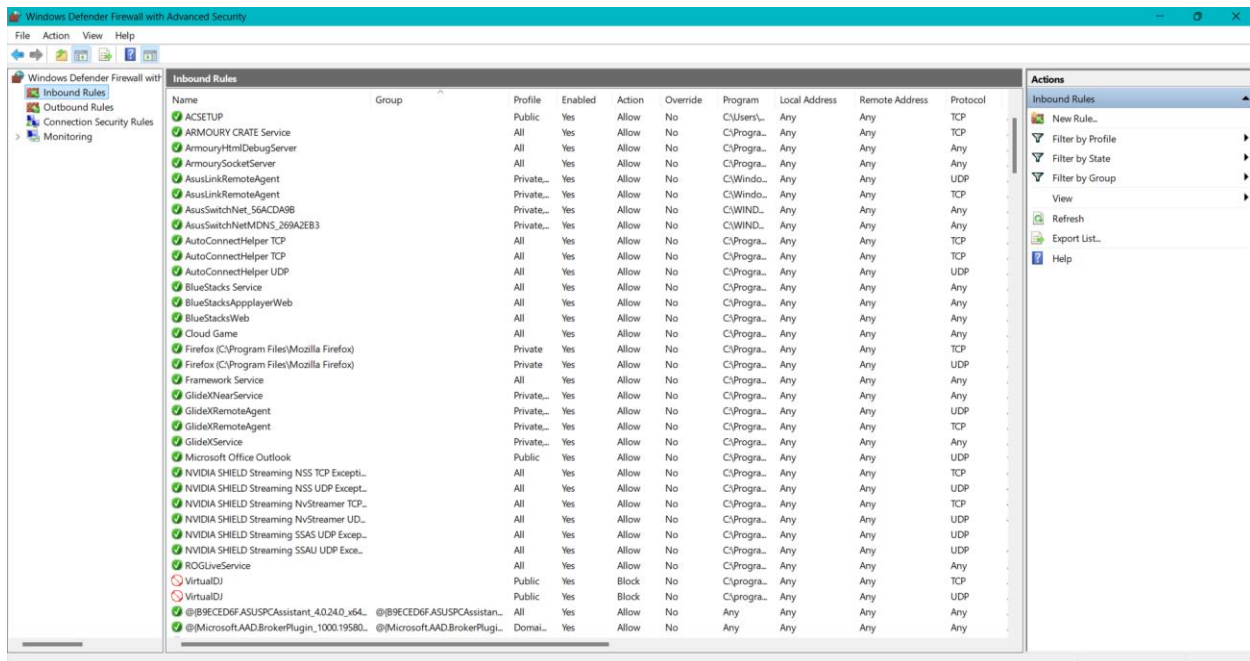 Windows Defender Firewall with Advanced Security
File Action View Help
Windows Defender Firewall with
Inbound Rules
Outbound Rules
Connection Security Rules
Monitoring
Inbound Rules
Name Group Profile Enabled Action Override Program Local Address Remote Address Protocol
ACSETUP Public Yes Allow No C:\Users\... Any Any TCP
ARMOURY CRATE Service All Yes Allow No C:\Progra... Any Any TCP
ArmouryHtmlDebugServer All Yes Allow No C:\Progra... Any Any Any
ArmourySocketServer All Yes Allow No C:\Progra... Any Any Any
AsusLinkRemoteAgent Private,... Yes Allow No C:\Windo... Any Any UDP
AsusLinkRemoteAgent Private,... Yes Allow No C:\Windo... Any Any TCP
AsusSwitchNet_56ACDA9B Private,... Yes Allow No C:\WIND... Any Any Any
AsusSwitchNetMDNS_269A2EB3 Private,... Yes Allow No C:\WIND... Any Any Any
AutoConnectHelper TCP All Yes Allow No C:\Progra... Any Any TCP
AutoConnectHelper TCP All Yes Allow No C:\Progra... Any Any TCP
AutoConnectHelper UDP All Yes Allow No C:\Progra... Any Any UDP
BlueStacks Service All Yes Allow No C:\Progra... Any Any Any
BlueStacksAppplayerWeb All Yes Allow No C:\Progra... Any Any Any
BlueStacksWeb All Yes Allow No C:\Progra... Any Any Any
Cloud Game All Yes Allow No C:\Progra... Any Any Any
Firefox (C:\Program Files\Mozilla Firefox) Private Yes Allow No C:\Progra... Any Any TCP
Firefox (C:\Program Files\Mozilla Firefox) Private Yes Allow No C:\Progra... Any Any UDP
Framework Service All Yes Allow No C:\Progra... Any Any Any
GlideXNearService Private,... Yes Allow No C:\Progra... Any Any Any
GlideXRemoteAgent Private,... Yes Allow No C:\Progra... Any Any UDP
GlideXRemoteAgent Private,... Yes Allow No C:\Progra... Any Any TCP
GlideXService Private,... Yes Allow No C:\Progra... Any Any Any
Microsoft Office Outlook Public Yes Allow No C:\Progra... Any Any UDP
NVIDIA SHIELD Streaming NSS TCP Excepti... All Yes Allow No C:\Progra... Any Any TCP
NVIDIA SHIELD Streaming NSS UDP Except... All Yes Allow No C:\Progra... Any Any UDP
NVIDIA SHIELD Streaming NvStreamer TCP... All Yes Allow No C:\Progra... Any Any TCP
NVIDIA SHIELD Streaming NvStreamer UD... All Yes Allow No C:\Progra... Any Any UDP
NVIDIA SHIELD Streaming SSAS UDP Excep... All Yes Allow No C:\Progra... Any Any UDP
NVIDIA SHIELD Streaming SSAU UDP Exce... All Yes Allow No C:\Progra... Any Any UDP
ROGLiveService All Yes Allow No C:\Progra... Any Any Any
VirtualDJ Public Yes Block No C:\progra... Any Any TCP
VirtualDJ Public Yes Block No C:\progra... Any Any UDP
@{B9ECED6F.ASUSPCAssistant_4.0.24.0_x64... @{B9ECED6F.ASUSPCAssistan... All Yes Allow No Any Any Any Any
@{Microsoft.AAD.BrokerPlugin_1000.19580... @{Microsoft.AAD.BrokerPlugi... Domai... Yes Allow No Any Any Any Any
Actions
Inbound Rules
New Rule...
Filter by Profile
Filter by State
Filter by Group
View
Refresh
Export List...
Help